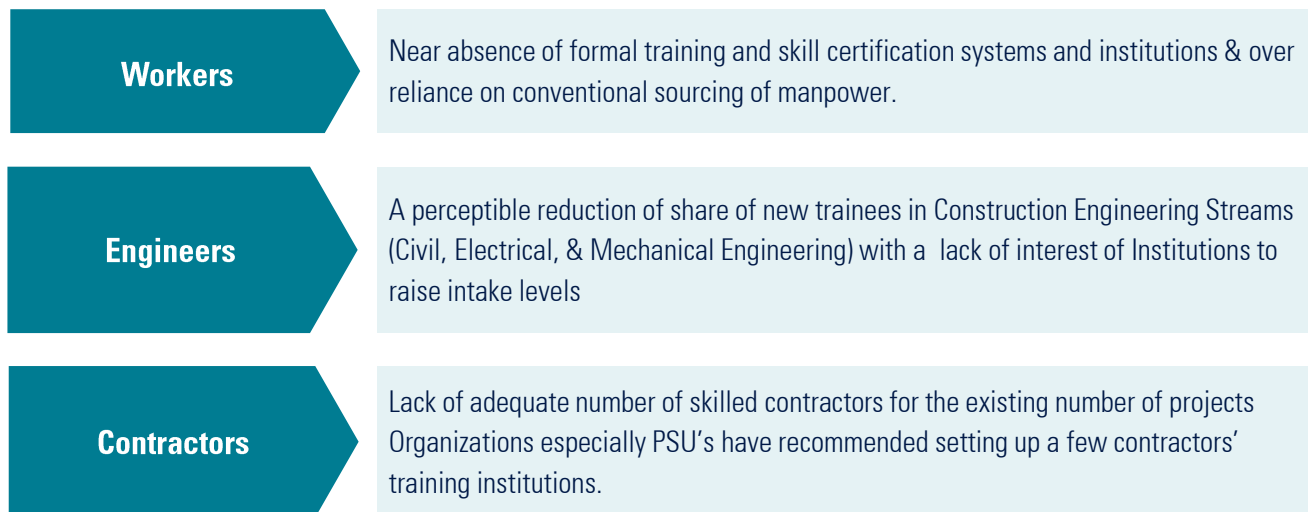 Workers
Near absence of formal training and skill certification systems and institutions & over
reliance on conventional sourcing of manpower.
Engineers
A perceptible reduction of share of new trainees in Construction Engineering Streams
(Civil, Electrical, & Mechanical Engineering) with a lack of interest of Institutions to
raise intake levels
Contractors
Lack of adequate number of skilled contractors for the existing number of projects
Organizations especially PSU's have recommended setting up a few contractors'
training institutions.